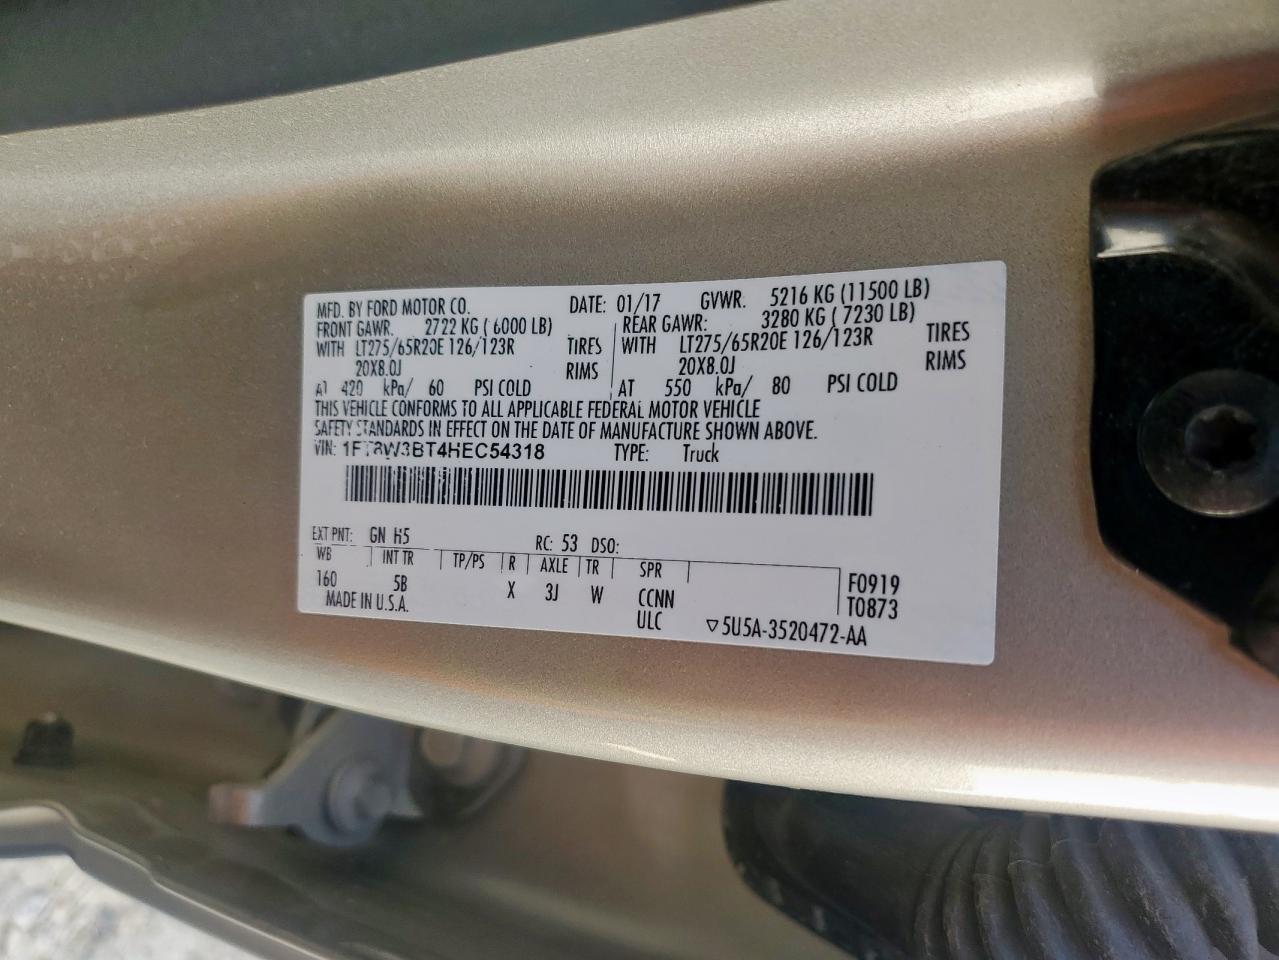 MFD. BY FORD MOTOR CO. DATE: 01/17 GVWR: 5216 KG (11500 LB)
FRONT GAWR: 2722 KG (6000 LB) REAR GAWR: 3280 KG (7230 LB)
WITH LT275/65R20E 126/123R TIRES WITH LT275/65R20E 126/123R TIRES
20X8.0J RIMS 20X8.0J RIMS
AT 420 kPa/ 60 PSI COLD AT 550 kPa/ 80 PSI COLD
THIS VEHICLE CONFORMS TO ALL APPLICABLE FEDERAL MOTOR VEHICLE
SAFETY STANDARDS IN EFFECT ON THE DATE OF MANUFACTURE SHOWN ABOVE.
VIN: 1FT8W3BT4HEC54318 TYPE: Truck
EXT PNT: GN H5 RC: 53 DSO:
WB INT TR TP/PS R AXLE TR SPR
160 5B X 3J W CCNN F0919
MADE IN U.S.A. ULC T0873
▽5U5A-3520472-AA